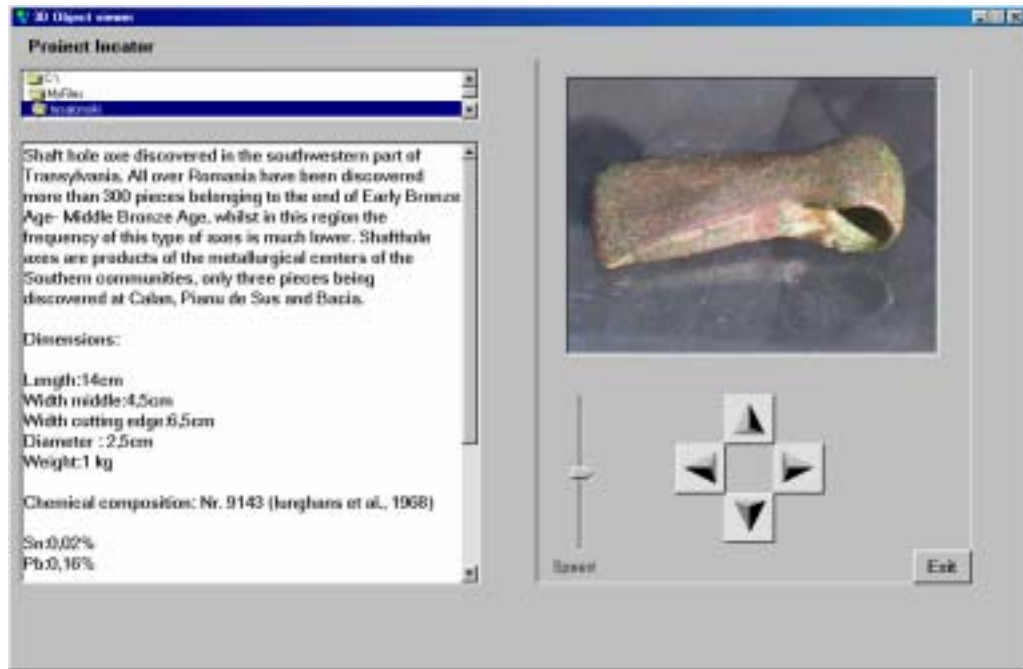 3D Object viewer
Project locator
C:\
MyFiles
Shaft hole axe discovered in the southwestern part of
Transylvania. All over Romania have been discovered
more than 300 pieces belonging to the end of Early Bronze
Age- Middle Bronze Age, whilst in this region the
frequency of this type of axes is much lower. Shafthole
axes are products of the metallurgical centers of the
Southern communities, only three pieces being
discovered at Calan, Pianu de Sus and Bacia.
Dimensions:
Length:14cm
Width middle:4,5cm
Width cutting edge:6,5cm
Diameter : 2,5cm
Weight:1 kg
Chemical composition: Nr. 9143 (Iunghans et al., 1968)
Sn:0,02%
Pb:0,16%
Speed
Exit